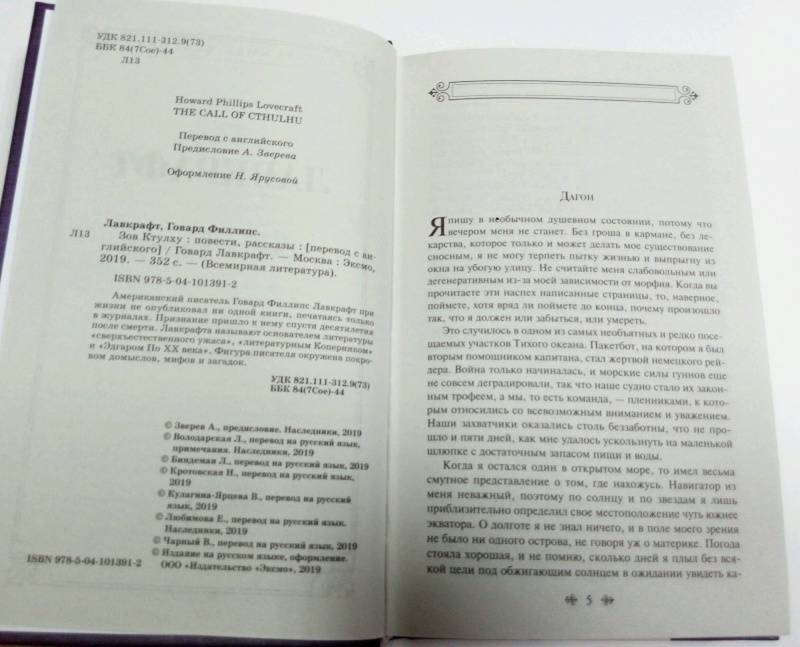 УДК 821.111-312.9(73)
ББК 84(7Сое)-44
Л13
Howard Phillips Lovecraft
THE CALL OF CTHULHU
Перевод с английского
Предисловие А. Зверева
Оформление Н. Ярусовой
Лавкрафт, Говард Филлипс.
Л13 Зов Ктулху : повести, рассказы : [перевод с ан-
глийского] / Говард Лавкрафт. — Москва : Эксмо,
2019. — 352 с. — (Всемирная литература).
ISBN 978-5-04-101391-2
Американский писатель Говард Филлипс Лавкрафт при
жизни не опубликовал ни одной книги, печатаясь только
в журналах. Признание пришло к нему спустя десятилетия
после смерти. Лавкрафта называют основателем литературы
«сверхъестественного ужаса», «литературным Коперником»
и «Эдгаром По XX века». Фигура писателя окружена покро-
вом домыслов, мифов и загадок.
УДК 821.111-312.9(73)
ББК 84(7Сое)-44
© Зверев А., предисловие. Наследники, 2019
© Володарская Л., перевод на русский язык,
примечания. Наследники, 2019
© Биндеман Л., перевод на русский язык, 2019
© Кротовская Н., перевод на русский язык,
2019
© Кулагина-Ярцева В., перевод на русский
язык, 2019
© Любимова Е., перевод на русский язык.
Наследники, 2019
© Чарный В., перевод на русский язык, 2019
© Издание на русском языке, оформление.
ООО «Издательство «Эксмо», 2019
ISBN 978-5-04-101391-2
Дагон
Я пишу в необычном душевном состоянии, потому что
вечером меня не станет. Без гроша в кармане, без ле-
карства, которое только и может делать мое существование
сносным, я не могу терпеть пытку жизнью и выпрыгну из
окна на убогую улицу. Не считайте меня слабовольным или
дегенеративным из-за моей зависимости от морфия. Когда вы
прочитаете эти наспех написанные страницы, то, наверное,
поймете, хотя вряд ли поймете до конца, почему произошло
так, что я должен или забыться, или умереть.
Это случилось в одном из самых необъятных и редко посе-
щаемых участков Тихого океана. Пакетбот, на котором я был
вторым помощником капитана, стал жертвой немецкого рей-
дера. Война только начиналась, и морские силы гуннов еще
не совсем деградировали, так что наше судно стало их закон-
ным трофеем, а мы, то есть команда, — пленниками, к кото-
рым относились со всевозможным вниманием и уважением.
Наши захватчики оказались столь беззаботны, что не про-
шло и пяти дней, как мне удалось ускользнуть на маленькой
шлюпке с достаточным запасом пищи и воды.
Когда я остался один в открытом море, то имел весьма
смутное представление о том, где нахожусь. Навигатор из
меня неважный, поэтому по солнцу и по звездам я лишь
приблизительно определил свое местоположение чуть южнее
экватора. О долготе я не знал ничего, и в поле моего зрения
не было ни одного острова, не говоря уж о материке. Погода
стояла хорошая, и не помню, сколько дней я плыл без вся-
кой цели под обжигающим солнцем в ожидании увидеть ка-
5